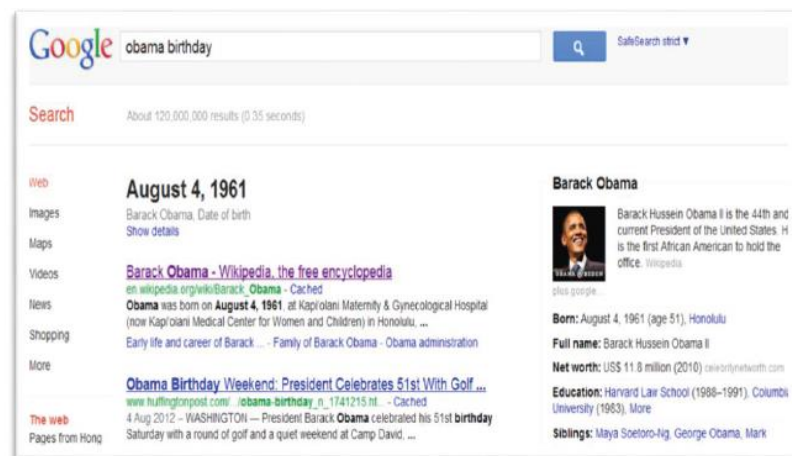 Google
obama birthday
SafeSearch strict ▼
Search
About 120,000,000 results (0.35 seconds)
Web
Images
Maps
Videos
News
Shopping
More
The web
Pages from Hong
August 4, 1961
Barack Obama, Date of birth
Show details
Barack Obama - Wikipedia, the free encyclopedia
en.wikipedia.org/wiki/Barack_Obama - Cached
Obama was born on August 4, 1961, at Kapi'olani Maternity & Gynecological Hospital
(now Kapi'olani Medical Center for Women and Children) in Honolulu, ...
Early life and career of Barack ... - Family of Barack Obama - Obama administration
Obama Birthday Weekend: President Celebrates 51st With Golf ...
www.huffingtonpost.com/.../obama-birthday_n_1741215.ht... - Cached
4 Aug 2012 – WASHINGTON — President Barack Obama celebrated his 51st birthday
Saturday with a round of golf and a quiet weekend at Camp David, ...
Barack Obama
Barack Hussein Obama II is the 44th and
current President of the United States. H
is the first African American to hold the
office. Wikipedia
plus.google...
Born: August 4, 1961 (age 51), Honolulu
Full name: Barack Hussein Obama II
Net worth: US$ 11.8 million (2010) celebritynetworth.com
Education: Harvard Law School (1988–1991), Columbi
University (1983), More
Siblings: Maya Soetoro-Ng, George Obama, Mark